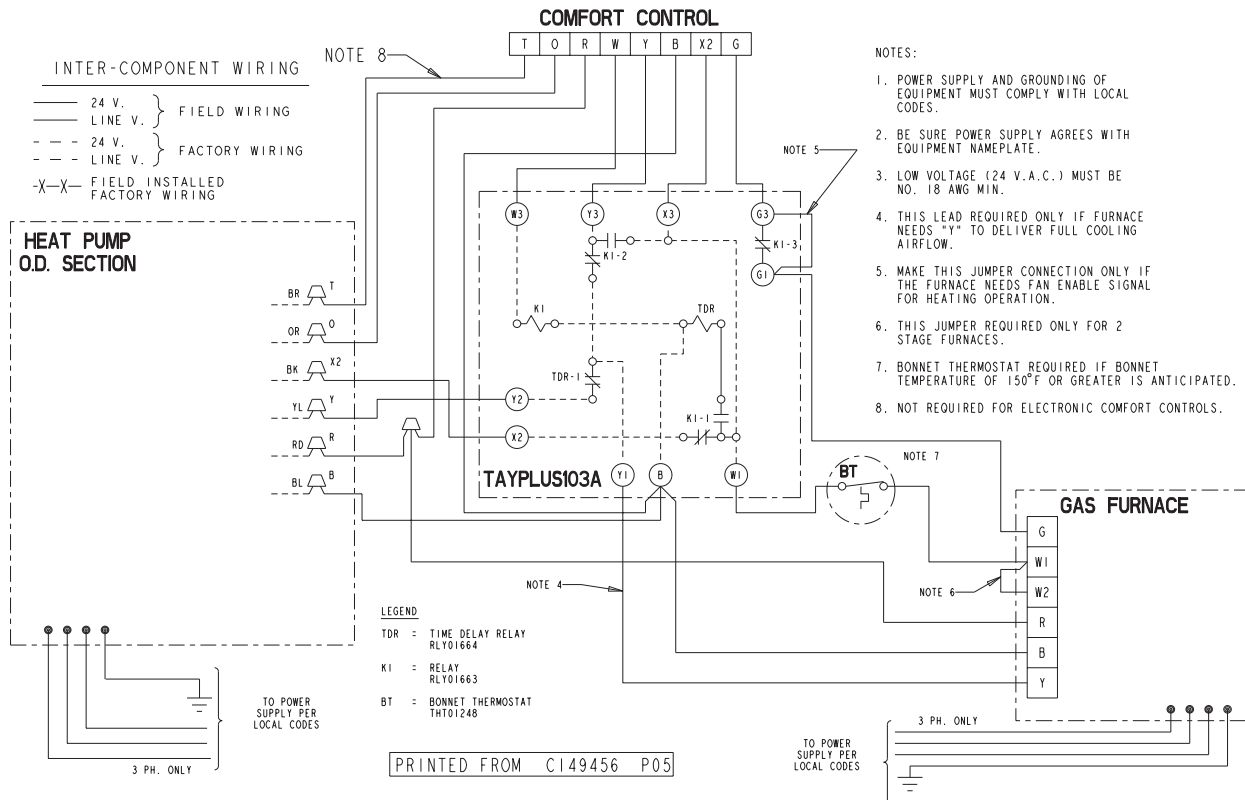 COMFORT CONTROL
T O R W Y B X2 G
NOTE 8
INTER-COMPONENT WIRING
24 V.
LINE V.
FIELD WIRING
24 V.
LINE V.
FACTORY WIRING
-X—X- FIELD INSTALLED
FACTORY WIRING
NOTES:
1. POWER SUPPLY AND GROUNDING OF
EQUIPMENT MUST COMPLY WITH LOCAL
CODES.
2. BE SURE POWER SUPPLY AGREES WITH
EQUIPMENT NAMEPLATE.
3. LOW VOLTAGE (24 V.A.C.) MUST BE
NO. 18 AWG MIN.
4. THIS LEAD REQUIRED ONLY IF FURNACE
NEEDS "Y" TO DELIVER FULL COOLING
AIRFLOW.
5. MAKE THIS JUMPER CONNECTION ONLY IF
THE FURNACE NEEDS FAN ENABLE SIGNAL
FOR HEATING OPERATION.
6. THIS JUMPER REQUIRED ONLY FOR 2
STAGE FURNACES.
7. BONNET THERMOSTAT REQUIRED IF BONNET
TEMPERATURE OF 150°F OR GREATER IS ANTICIPATED.
8. NOT REQUIRED FOR ELECTRONIC COMFORT CONTROLS.
NOTE 5
HEAT PUMP
O.D. SECTION
BR T
OR O
BK X2
YL Y
RD R
BL B
W3 Y3 X3 G3
K1-2
K1-3
G1
K1
TDR
TDR-1
Y2
X2
K1-1
TAYPLUS103A
Y1 B W1
BT
NOTE 7
GAS FURNACE
G
W1
W2
R
B
Y
NOTE 6
NOTE 4
LEGEND
TDR = TIME DELAY RELAY
RLY01664
K1 = RELAY
RLY01663
BT = BONNET THERMOSTAT
THT01248
TO POWER
SUPPLY PER
LOCAL CODES
3 PH. ONLY
PRINTED FROM C149456 P05
3 PH. ONLY
TO POWER
SUPPLY PER
LOCAL CODES